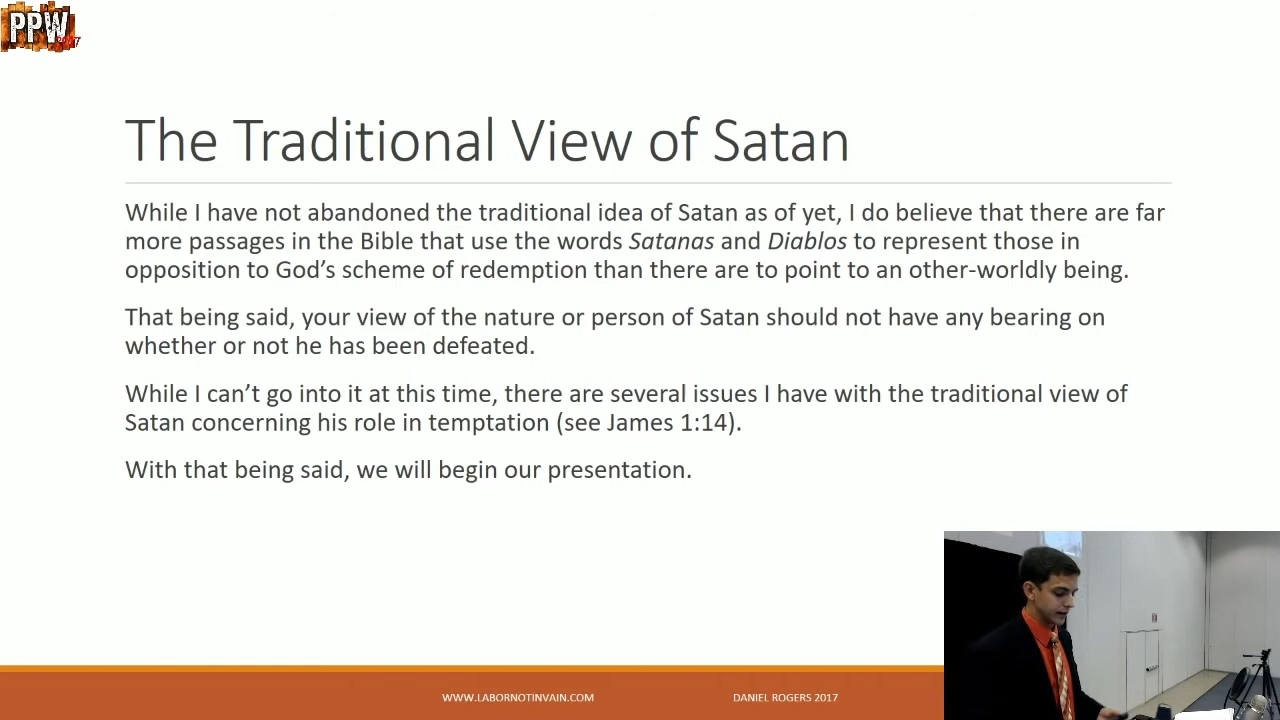 PPW
2017
The Traditional View of Satan
While I have not abandoned the traditional idea of Satan as of yet, I do believe that there are far
more passages in the Bible that use the words Satanas and Diablos to represent those in
opposition to God’s scheme of redemption than there are to point to an other-worldly being.
That being said, your view of the nature or person of Satan should not have any bearing on
whether or not he has been defeated.
While I can’t go into it at this time, there are several issues I have with the traditional view of
Satan concerning his role in temptation (see James 1:14).
With that being said, we will begin our presentation.
WWW.LABORNOTINVAIN.COM
DANIEL ROGERS 2017